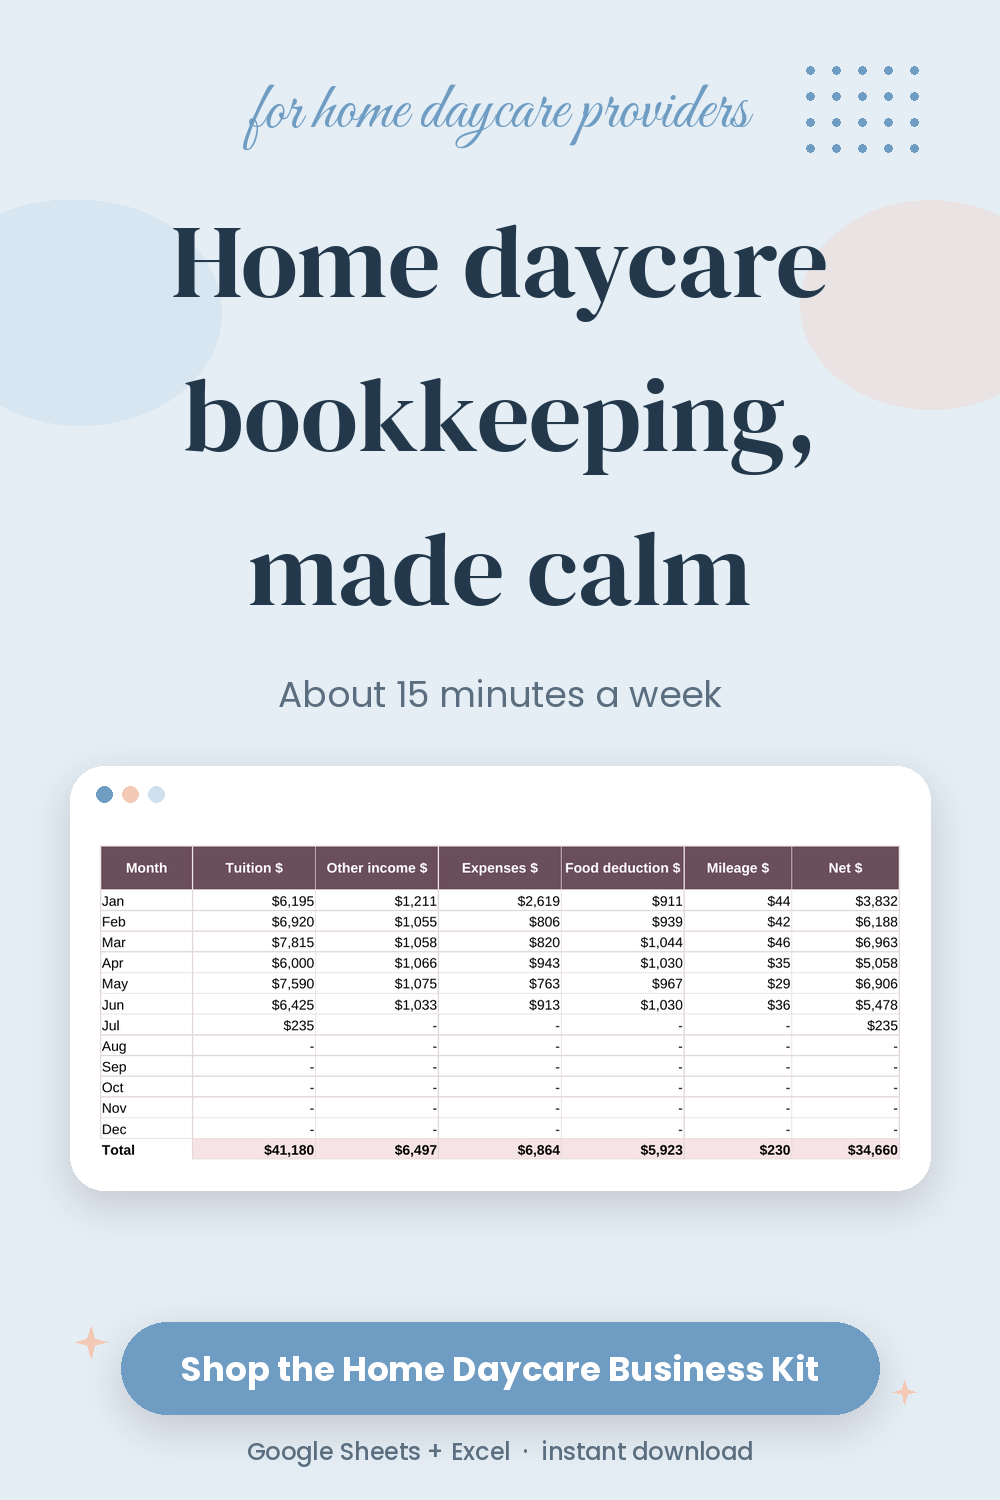 for home daycare providers
Home daycare
bookkeeping,
made calm
About 15 minutes a week
Month Tuition $ Other income $ Expenses $ Food deduction $ Mileage $ Net $
Jan $6,195 $1,211 $2,619 $911 $44 $3,832
Feb $6,920 $1,055 $806 $939 $42 $6,188
Mar $7,815 $1,058 $820 $1,044 $46 $6,963
Apr $6,000 $1,066 $943 $1,030 $35 $5,058
May $7,590 $1,075 $763 $967 $29 $6,906
Jun $6,425 $1,033 $913 $1,030 $36 $5,478
Jul $235 - - - - $235
Aug - - - - - -
Sep - - - - - -
Oct - - - - - -
Nov - - - - - -
Dec - - - - - -
Total $41,180 $6,497 $6,864 $5,923 $230 $34,660
Shop the Home Daycare Business Kit
Google Sheets + Excel · instant download